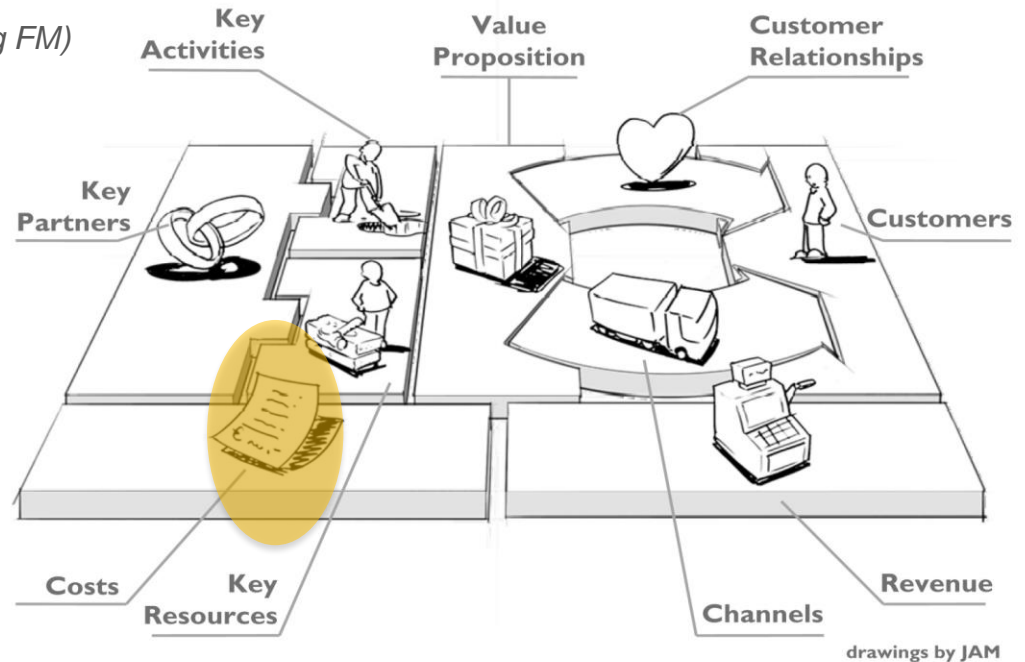 g FM)
Key
Activities
Value
Proposition
Customer
Relationships
Key
Partners
Customers
Costs
Key
Resources
Channels
Revenue
drawings by JAM